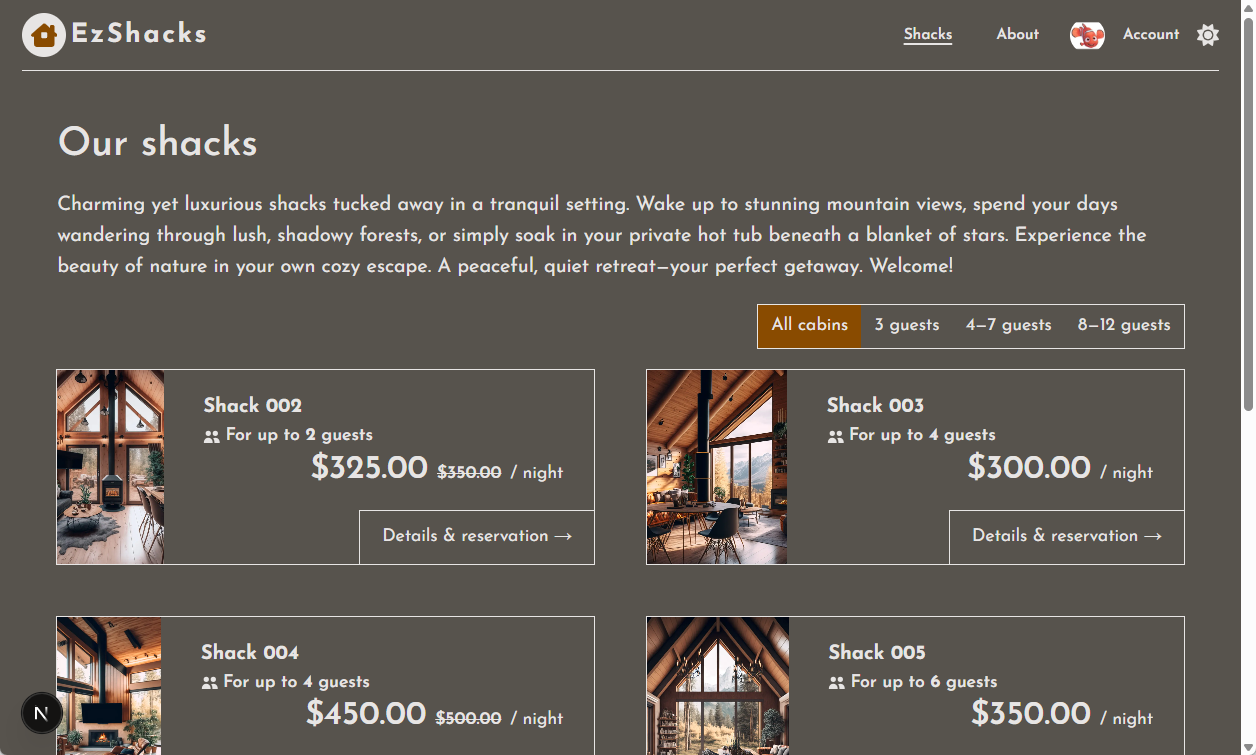 EzShacks
Shacks
About
Account
Our shacks
Charming yet luxurious shacks tucked away in a tranquil setting. Wake up to stunning mountain views, spend your days
wandering through lush, shadowy forests, or simply soak in your private hot tub beneath a blanket of stars. Experience the
beauty of nature in your own cozy escape. A peaceful, quiet retreat—your perfect getaway. Welcome!
All cabins
3 guests
4—7 guests
8—12 guests
Shack 002
For up to 2 guests
$325.00 $350.00 / night
Details & reservation →
Shack 003
For up to 4 guests
$300.00 / night
Details & reservation →
Shack 004
For up to 4 guests
$450.00 $500.00 / night
Shack 005
For up to 6 guests
$350.00 / night
N